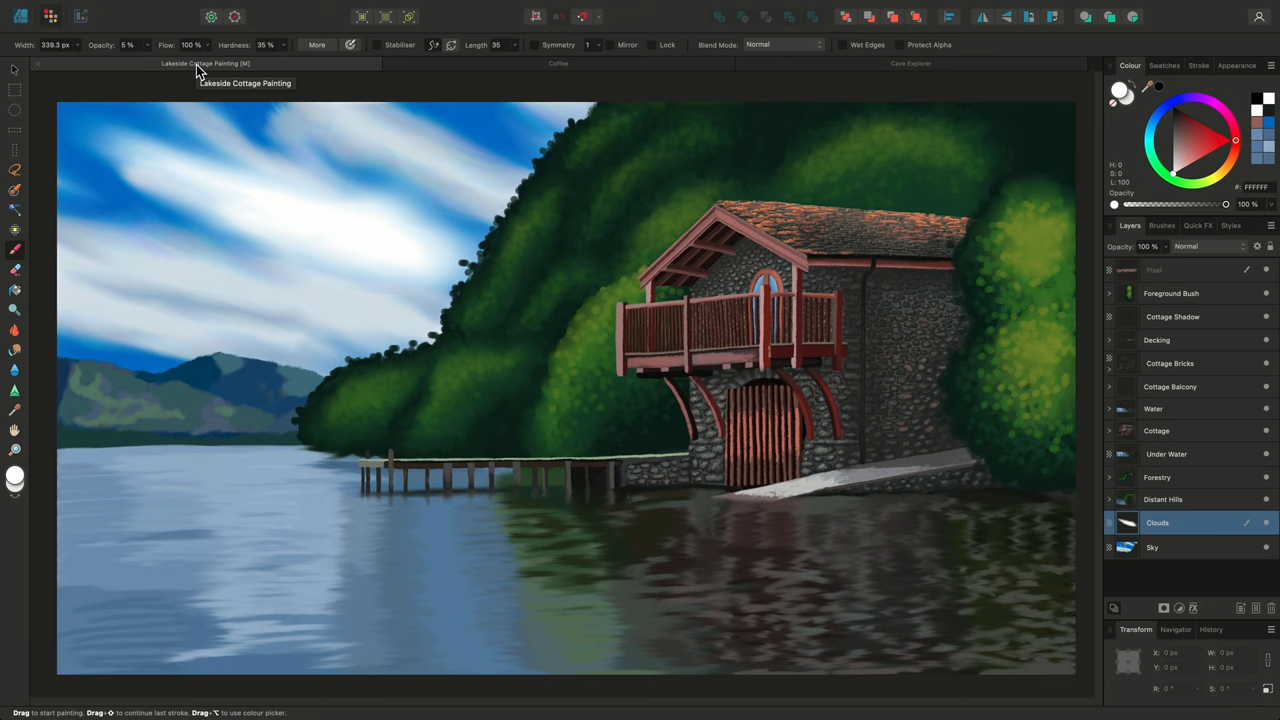 Width: 339.3 px Opacity: 5 % Flow: 100 % Hardness: 35 % More Stabiliser Length 35 Symmetry 1 Mirror Lock Blend Mode: Normal Wet Edges Protect Alpha
Lakeside Cottage Painting [M] Coffee Cave Explorer
Lakeside Cottage Painting
Colour Swatches Stroke Appearance
H: 0
S: 0
L: 100
#: FFFFFF
100 %
Layers Brushes Quick FX Styles
Opacity: 100 % Normal
Pixel
Foreground Bush
Cottage Shadow
Decking
Cottage Bricks
Cottage Balcony
Water
Cottage
Under Water
Forestry
Distant Hills
Clouds
Sky
Transform Navigator History
X: 0 px W: 0 px
Y: 0 px H: 0 px
R: 0 ° S: 0 °
Drag to start painting. Drag+⇧ to continue last stroke. Drag+⌥ to use colour picker.